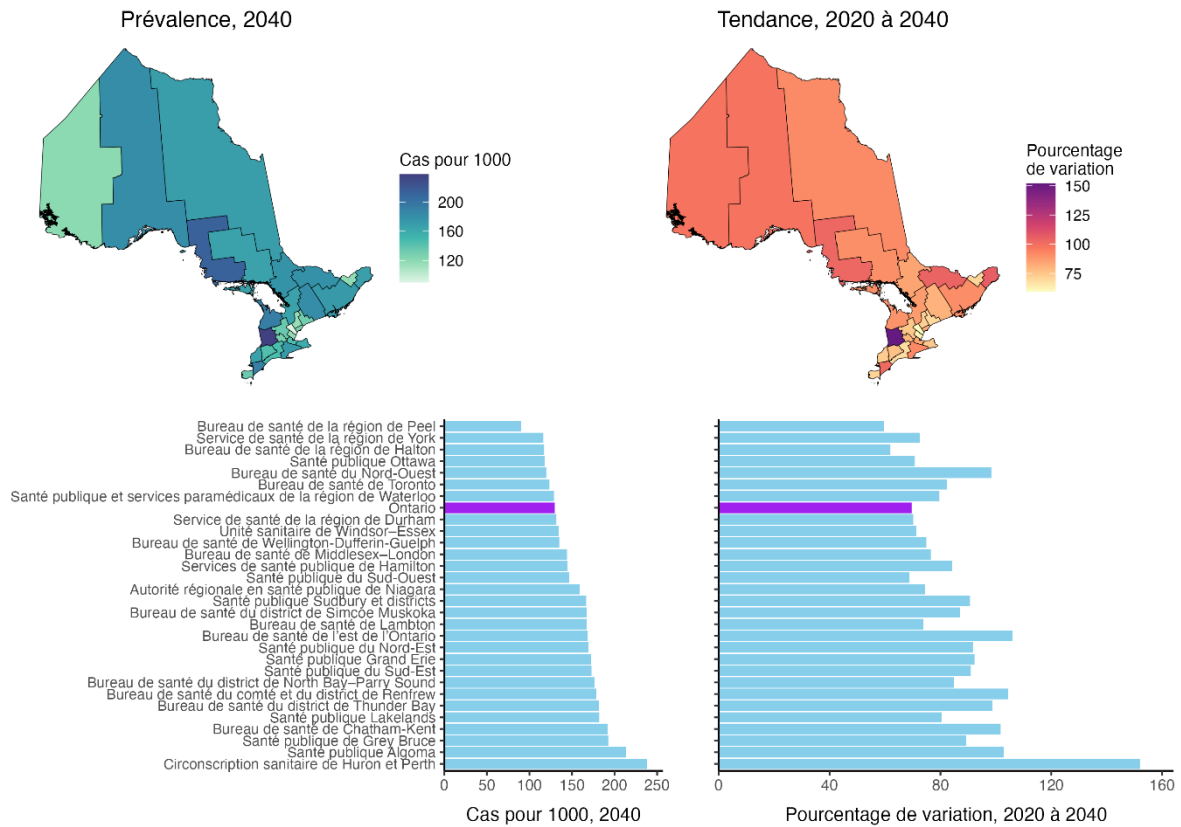 Prévalence, 2040
Tendance, 2020 à 2040
Cas pour 1000
200
160
120
Pourcentage
de variation
150
125
100
75
Bureau de santé de la région de Peel
Service de santé de la région de York
Bureau de santé de la région de Halton
Santé publique Ottawa
Bureau de santé du Nord-Ouest
Bureau de santé de Toronto
Santé publique et services paramédicaux de la région de Waterloo
Ontario
Service de santé de la région de Durham
Unité sanitaire de Windsor–Essex
Bureau de santé de Wellington-Dufferin-Guelph
Bureau de santé de Middlesex–London
Services de santé publique de Hamilton
Santé publique du Sud-Ouest
Autorité régionale en santé publique de Niagara
Santé publique Sudbury et districts
Bureau de santé du district de Simcoe Muskoka
Bureau de santé de Lambton
Bureau de santé de l'est de l'Ontario
Santé publique du Nord-Est
Santé publique Grand Erie
Santé publique du Sud-Est
Bureau de santé du district de North Bay–Parry Sound
Bureau de santé du comté et du district de Renfrew
Bureau de santé du district de Thunder Bay
Santé publique Lakelands
Bureau de santé de Chatham-Kent
Santé publique de Grey Bruce
Santé publique Algoma
Circonscription sanitaire de Huron et Perth
0 50 100 150 200 250
Cas pour 1000, 2040
0 40 80 120 160
Pourcentage de variation, 2020 à 2040